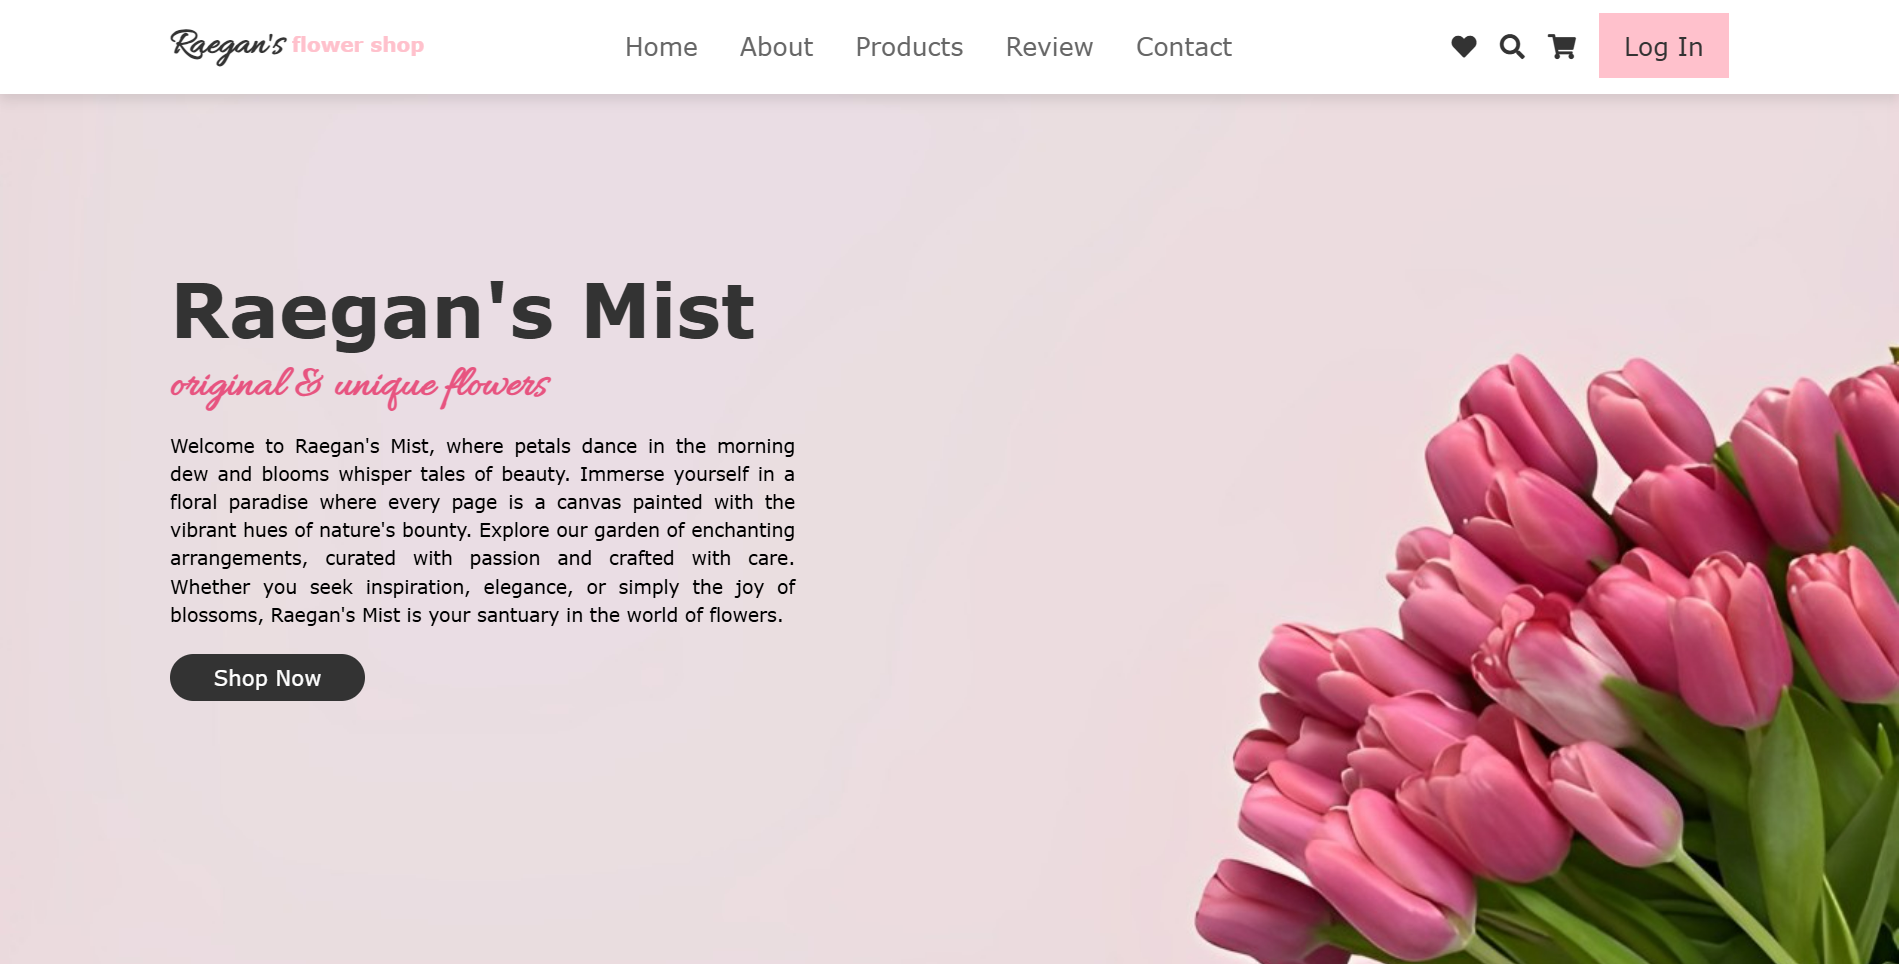 Raegan's flower shop
Home About Products Review Contact
Log In
Raegan's Mist
original & unique flowers
Welcome to Raegan's Mist, where petals dance in the morning
dew and blooms whisper tales of beauty. Immerse yourself in a
floral paradise where every page is a canvas painted with the
vibrant hues of nature's bounty. Explore our garden of enchanting
arrangements, curated with passion and crafted with care.
Whether you seek inspiration, elegance, or simply the joy of
blossoms, Raegan's Mist is your santuary in the world of flowers.
Shop Now